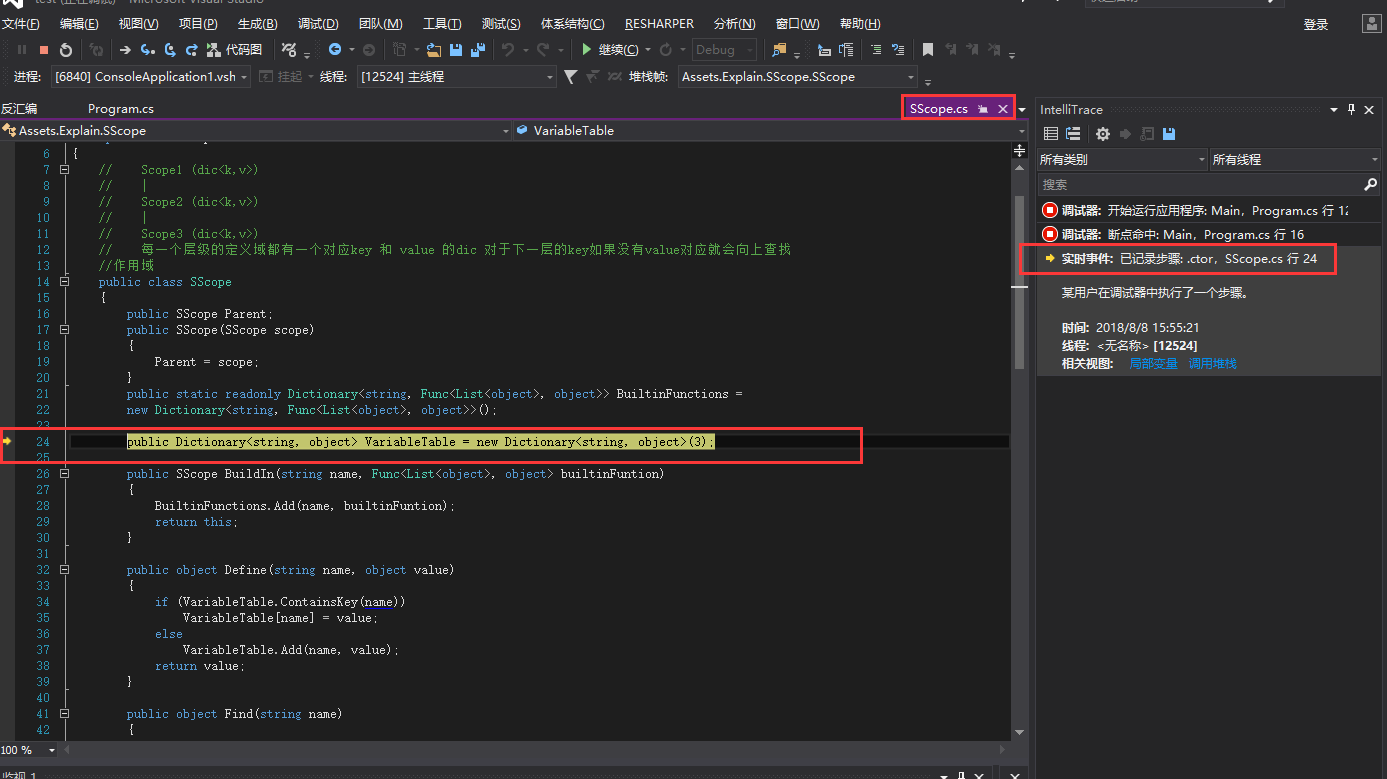 test (正在调试) - Microsoft Visual Studio
文件(F) 编辑(E) 视图(V) 项目(P) 生成(B) 调试(D) 团队(M) 工具(T) 测试(S) 体系结构(C) RESHARPER 分析(N) 窗口(W) 帮助(H) 登录
代码图 继续(C) Debug
进程: [6840] ConsoleApplication1.vsh 挂起 线程: [12524] 主线程 堆栈帧: Assets.Explain.SScope.SScope
反汇编 Program.cs SScope.cs
Assets.Explain.SScope VariableTable
6 {
7 // Scope1 (dic<k,v>)
8 // |
9 // Scope2 (dic<k,v>)
10 // |
11 // Scope3 (dic<k,v>)
12 // 每一个层级的定义域都有一个对应key 和 value 的dic 对于下一层的key如果没有value对应就会向上查找
13 //作用域
14 public class SScope
15 {
16 public SScope Parent;
17 public SScope(SScope scope)
18 {
19 Parent = scope;
20 }
21 public static readonly Dictionary<string, Func<List<object>, object>> BuiltinFunctions =
22 new Dictionary<string, Func<List<object>, object>>();
23
24 public Dictionary<string, object> VariableTable = new Dictionary<string, object>(3);
25
26 public SScope BuildIn(string name, Func<List<object>, object> builtinFuntion)
27 {
28 BuiltinFunctions.Add(name, builtinFuntion);
29 return this;
30 }
31
32 public object Define(string name, object value)
33 {
34 if (VariableTable.ContainsKey(name))
35 VariableTable[name] = value;
36 else
37 VariableTable.Add(name, value);
38 return value;
39 }
40
41 public object Find(string name)
42 {
100 %
监视 1
IntelliTrace
所有类别 所有线程
搜索
调试器: 开始运行应用程序: Main, Program.cs 行 12
调试器: 断点命中: Main, Program.cs 行 16
实时事件: 已记录步骤: .ctor, SScope.cs 行 24
某用户在调试器中执行了一个步骤。
时间: 2018/8/8 15:55:21
线程: <无名称> [12524]
相关视图: 局部变量 调用堆栈